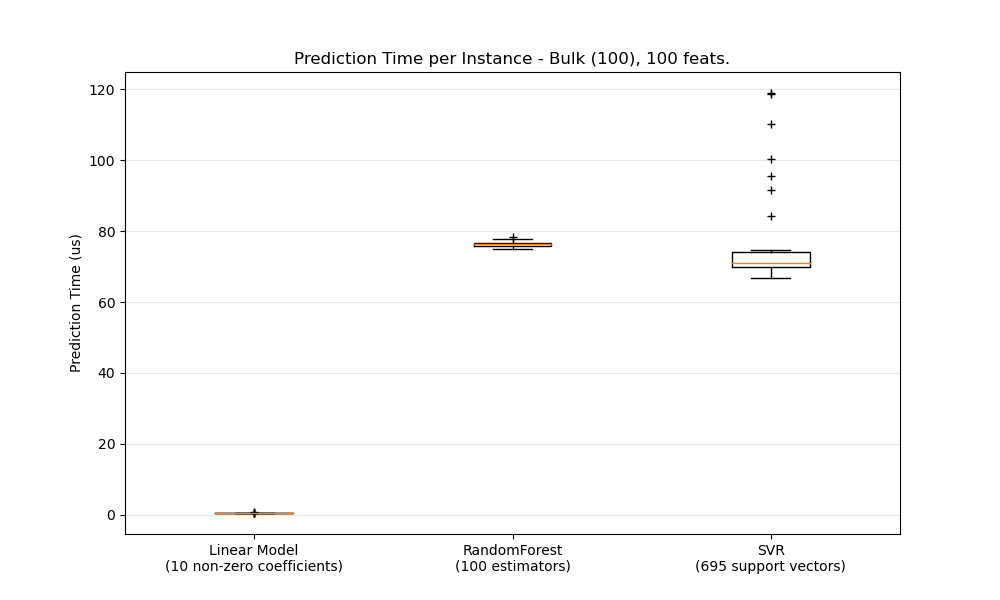 Prediction Time per Instance - Bulk (100), 100 feats.
Prediction Time (us)
120
100
80
60
40
20
0
Linear Model
(10 non-zero coefficients)
RandomForest
(100 estimators)
SVR
(695 support vectors)